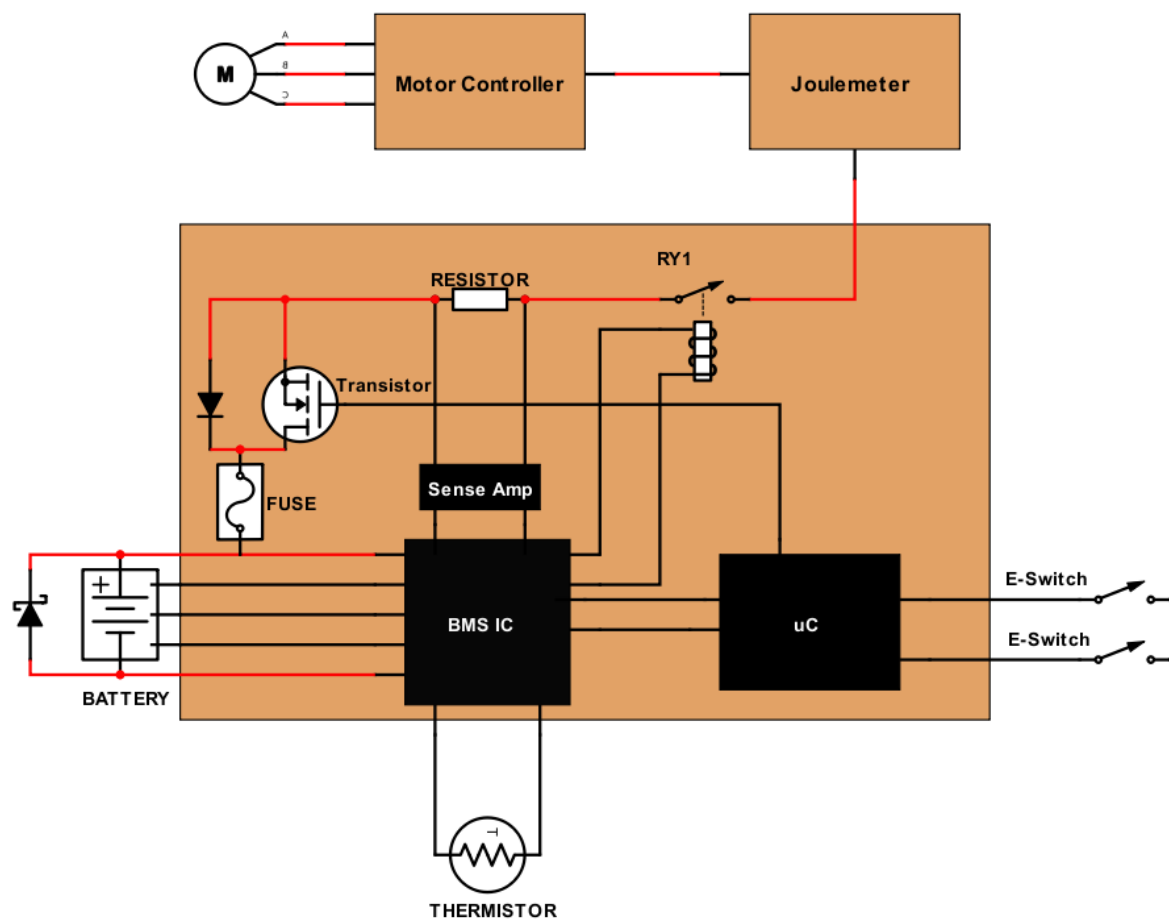 A
B
C
M
Motor Controller
Joulemeter
RY1
RESISTOR
Transistor
Sense Amp
FUSE
E-Switch
BMS IC
uC
E-Switch
BATTERY
T
THERMISTOR